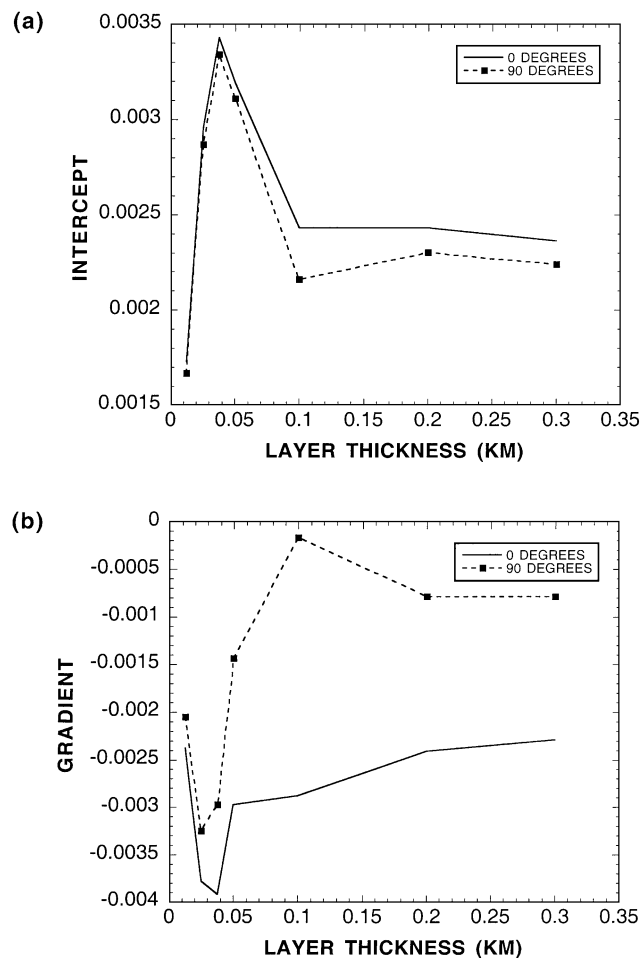 (a)
0.0035
0.003
0.0025
0.002
0.0015
INTERCEPT
0 DEGREES
90 DEGREES
0 0.05 0.1 0.15 0.2 0.25 0.3 0.35
LAYER THICKNESS (KM)
(b)
0
-0.0005
-0.001
-0.0015
-0.002
-0.0025
-0.003
-0.0035
-0.004
GRADIENT
0 DEGREES
90 DEGREES
0 0.05 0.1 0.15 0.2 0.25 0.3 0.35
LAYER THICKNESS (KM)